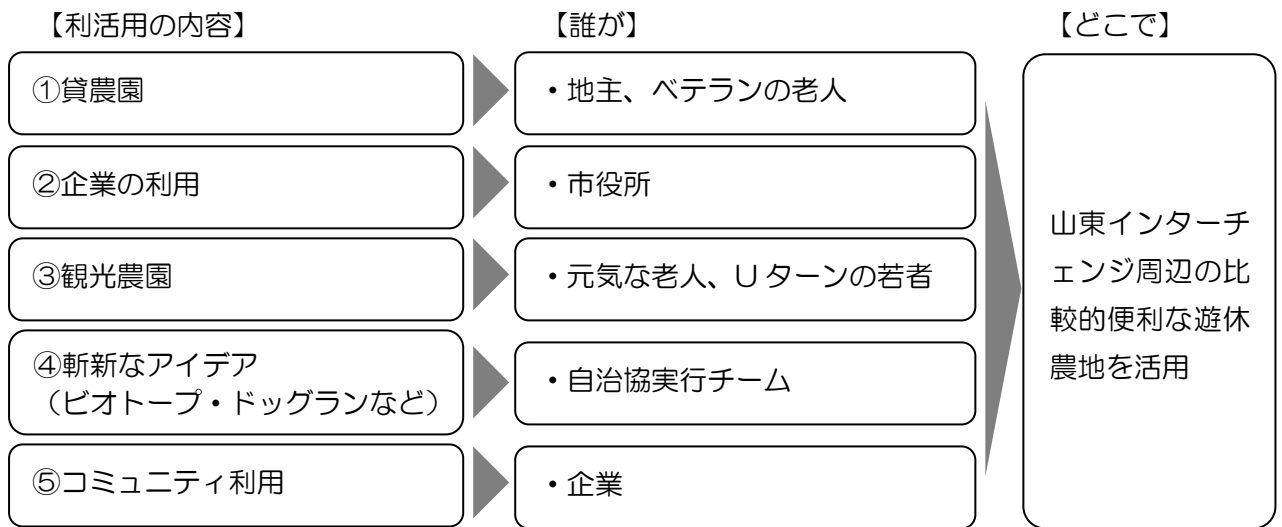 【利活用の内容】
【誰が】
【どこで】
①貸農園
・地主、ベテランの老人
②企業の利用
・市役所
③観光農園
・元気な老人、Uターンの若者
④斬新なアイデア
（ビオトープ・ドッグランなど）
・自治協実行チーム
⑤コミュニティ利用
・企業
山東インターチ
ェンジ周辺の比
較的便利な遊休
農地を活用